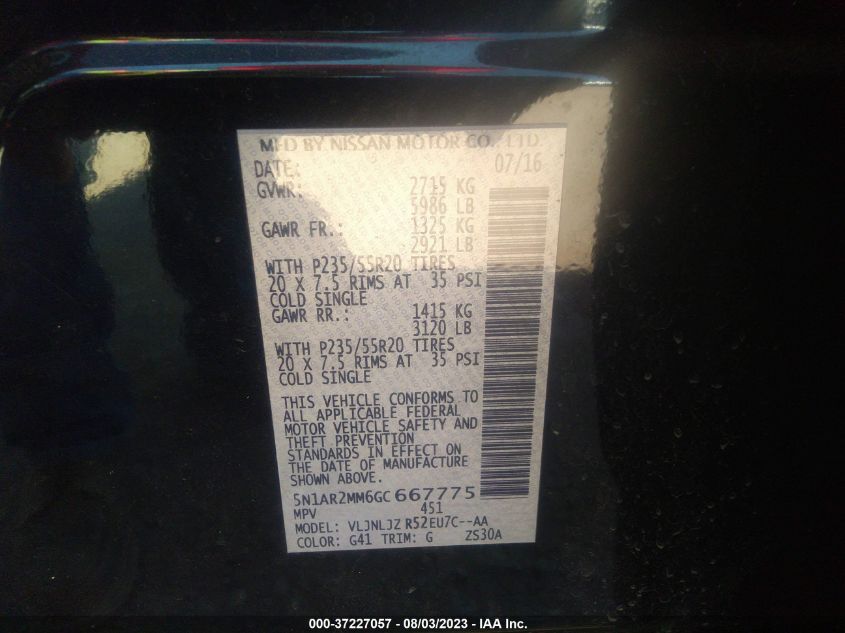 MFD BY NISSAN MOTOR CO., LTD.
DATE: 07/16
GVWR: 2715 KG
5986 LB
GAWR FR.: 1325 KG
2921 LB
WITH P235/55R20 TIRES
20 X 7.5 RIMS AT 35 PSI
COLD SINGLE
GAWR RR.: 1415 KG
3120 LB
WITH P235/55R20 TIRES
20 X 7.5 RIMS AT 35 PSI
COLD SINGLE
THIS VEHICLE CONFORMS TO
ALL APPLICABLE FEDERAL
MOTOR VEHICLE SAFETY AND
THEFT PREVENTION
STANDARDS IN EFFECT ON
THE DATE OF MANUFACTURE
SHOWN ABOVE.
5N1AR2MM6GC667775
MPV 451
MODEL: VLJNLJZ R52EU7C--AA
COLOR: G41 TRIM: G ZS30A
000-37227057 - 08/03/2023 - IAA, Inc.